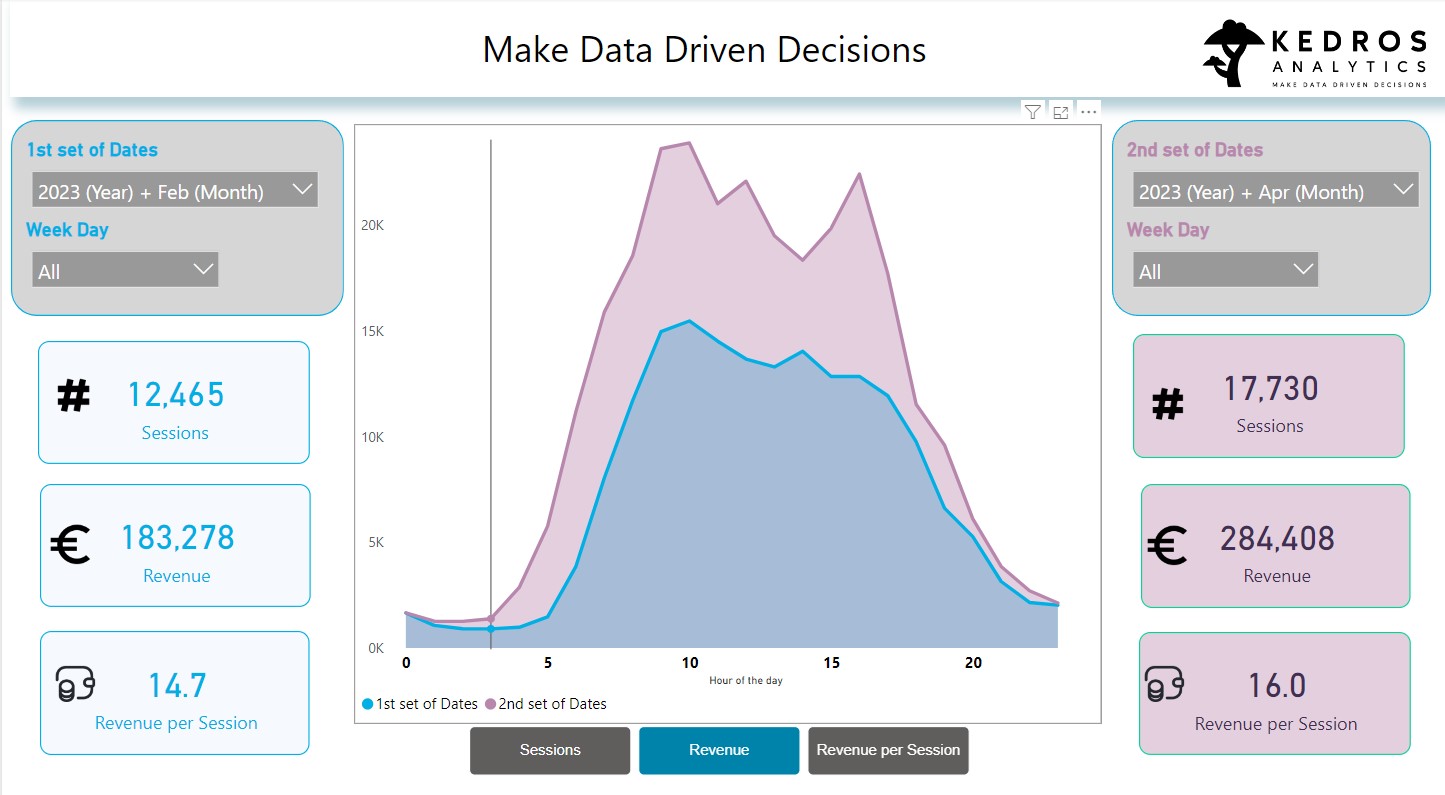 Make Data Driven Decisions
KEDROS
ANALYTICS
MAKE DATA DRIVEN DECISIONS
1st set of Dates
2023 (Year) + Feb (Month)
Week Day
All
# 12,465
Sessions
€ 183,278
Revenue
14.7
Revenue per Session
20K
15K
10K
5K
0K
0 5 10 15 20
Hour of the day
1st set of Dates 2nd set of Dates
Sessions Revenue Revenue per Session
2nd set of Dates
2023 (Year) + Apr (Month)
Week Day
All
# 17,730
Sessions
€ 284,408
Revenue
16.0
Revenue per Session